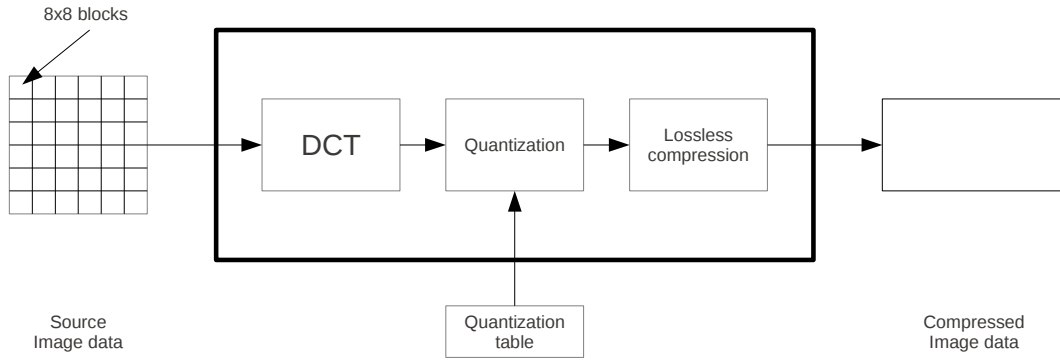 8x8 blocks
DCT
Quantization
Lossless
compression
Source
Image data
Quantization
table
Compressed
Image data